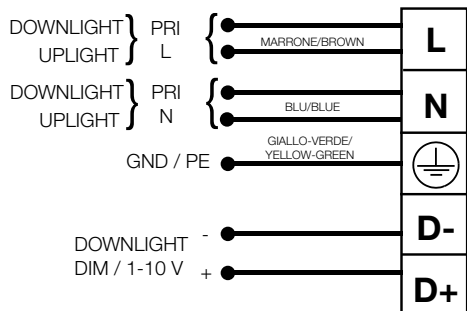 DOWNLIGHT } PRI { MARRONE/BROWN L
UPLIGHT } L {
DOWNLIGHT } PRI { BLU/BLUE N
UPLIGHT } N {
GIALLO-VERDE/
YELLOW-GREEN
GND / PE
- D-
DOWNLIGHT
DIM / 1-10 V
+ D+